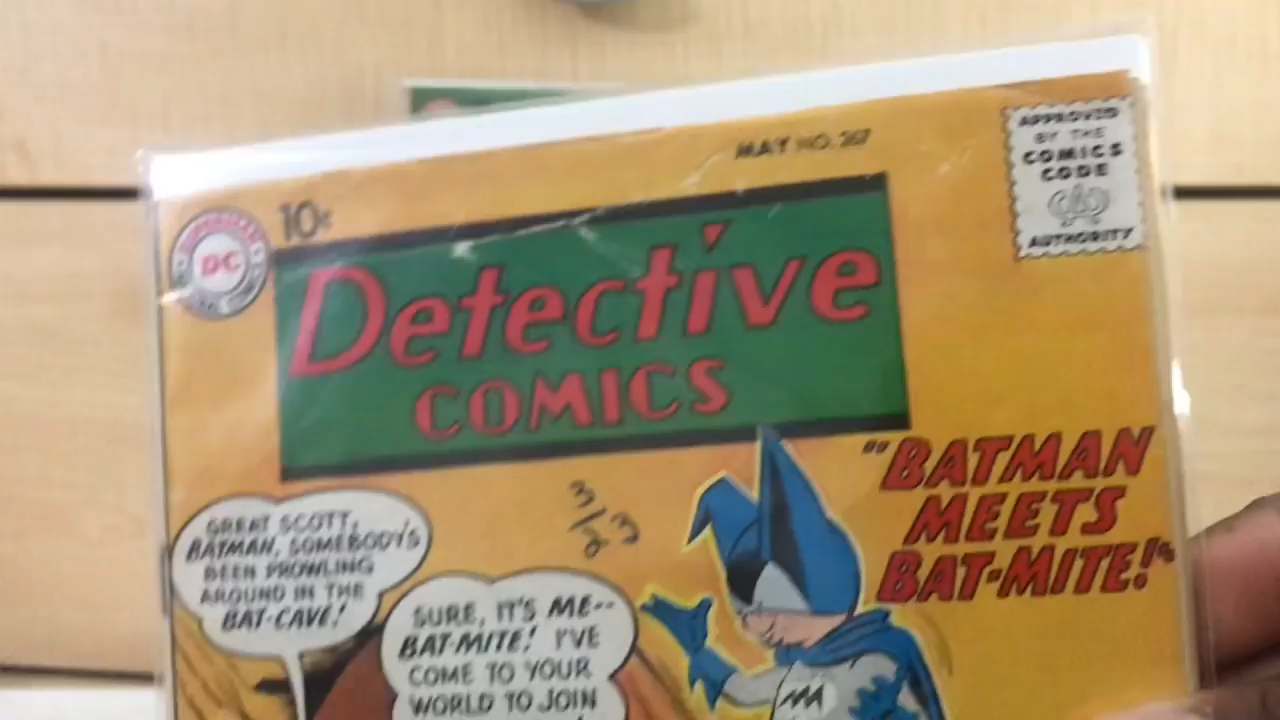 MAY NO. 267
APPROVED
BY THE
COMICS
CODE
AUTHORITY
10¢
DC
Detective
COMICS
"BATMAN
MEETS
BAT-MITE!"
3/23
GREAT SCOTT,
BATMAN, SOMEBODY'S
BEEN PROWLING
AROUND IN THE
BAT-CAVE!
SURE, IT'S ME--
BAT-MITE! I'VE
COME TO YOUR
WORLD TO JOIN